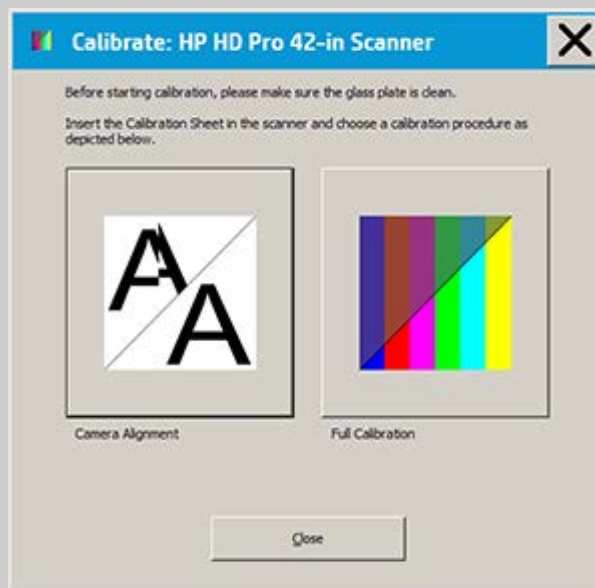 Calibrate: HP HD Pro 42-in Scanner
Before starting calibration, please make sure the glass plate is clean.
Insert the Calibration Sheet in the scanner and choose a calibration procedure as
depicted below.
A
A
Camera Alignment
Full Calibration
Close